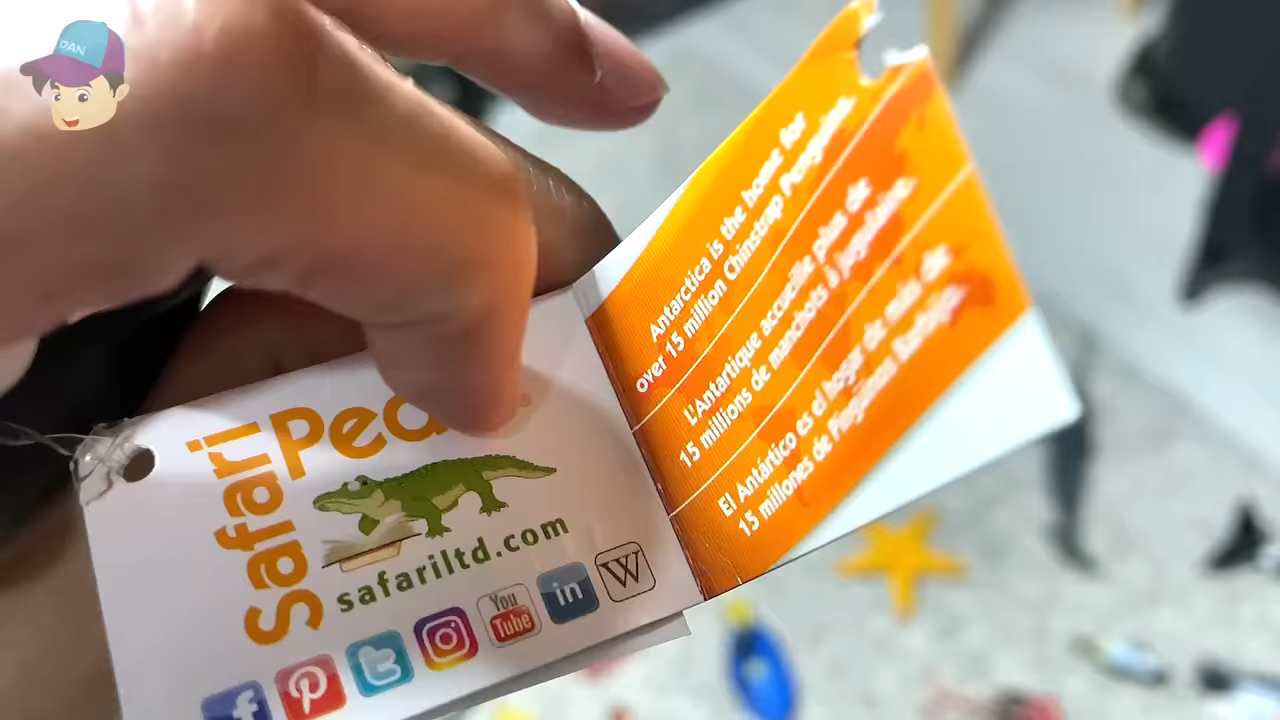 DAN
Safari
safariltd.com
You
Tube
in
W
Antarctica is the home for
over 15 million Chinstrap Penguins.
L'Antartique accueille plus de
15 millions de manchots à jugulaire.
El Antártico es el hogar de más de
15 millones de Pingüinos Barbijo.